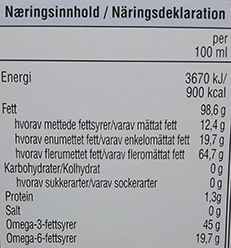 Næringsinnhold / Näringsdeklaration
per
100 ml
Energi 3670 kJ/
900 kcal
Fett 98,6 g
hvorav mettede fettsyrer/varav mättat fett 12,4 g
hvorav enumettet fett/varav enkelomättat fett 19,7 g
hvorav flerumettet fett/varav fleromättat fett 64,7 g
Karbohydrater/Kolhydrat 0 g
hvorav sukkerarter/varav sockerarter 0 g
Protein 1,3g
Salt 0 g
Omega-3-fettsyrer 45 g
Omega-6-fettsyrer 19,7 g